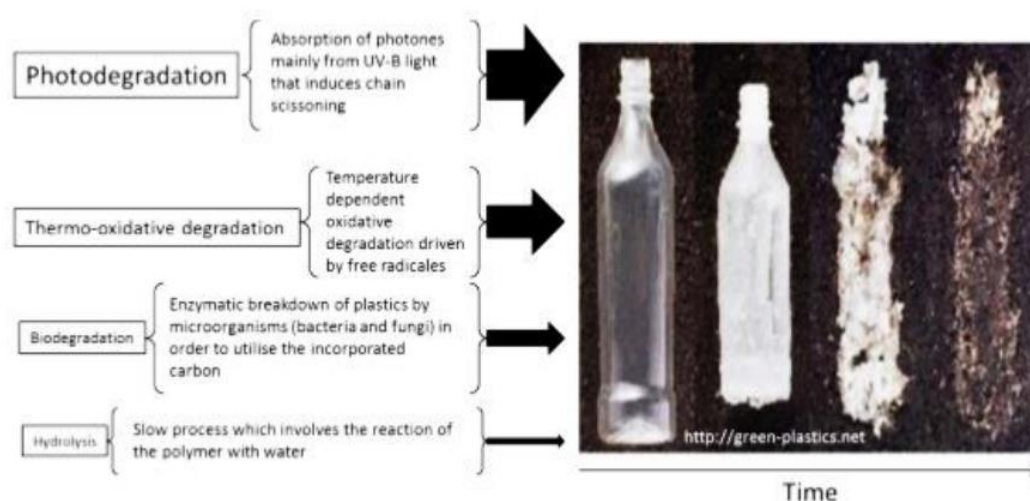 Photodegradation
Absorption of photones
mainly from UV-B light
that induces chain
scissoning
Thermo-oxidative degradation
Temperature
dependent
oxidative
degradation driven
by free radicales
Biodegradation
Enzymatic breakdown of plastics by
microorganisms (bacteria and fungi) in
order to utilise the incorporated
carbon
Hydrolysis
Slow process which involves the reaction of
the polymer with water
http://green-plastics.net
Time